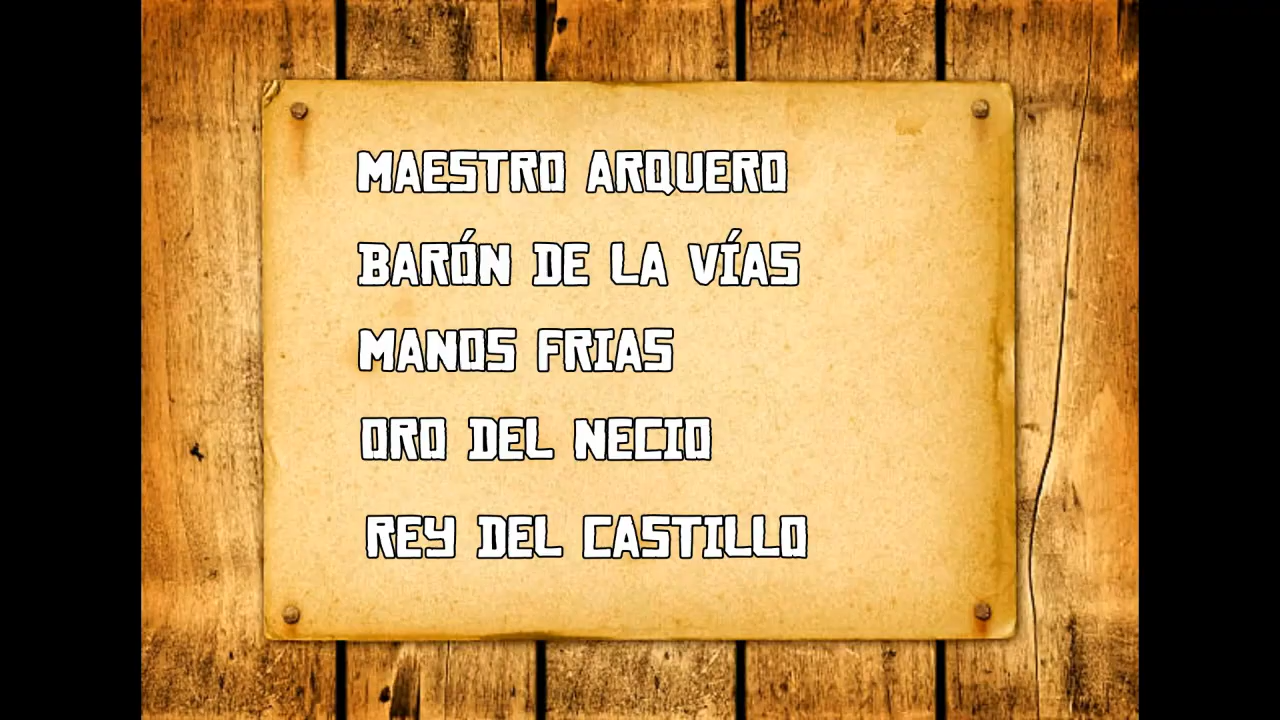 MAESTRO ARQUERO
BARÓN DE LA VÍAS
MANOS FRIAS
ORO DEL NECIO
REY DEL CASTILLO